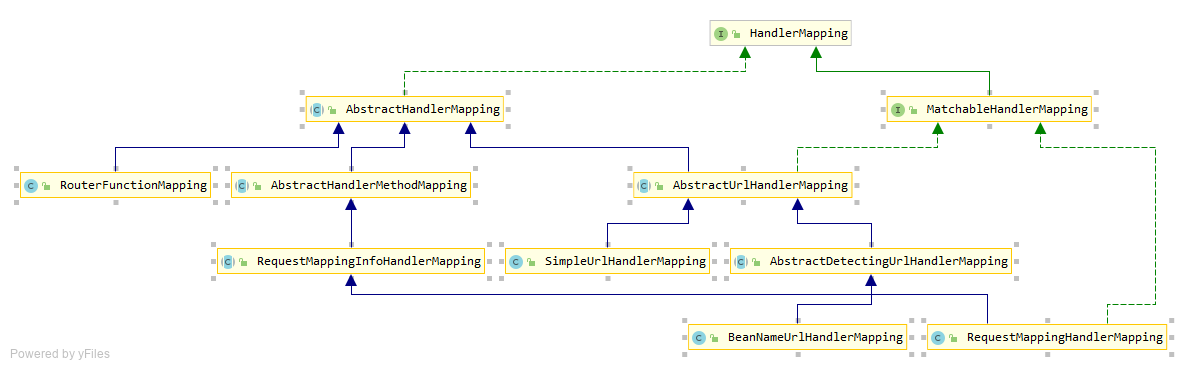 I HandlerMapping
C AbstractHandlerMapping
I MatchableHandlerMapping
C RouterFunctionMapping
C AbstractHandlerMethodMapping
C AbstractUrlHandlerMapping
C RequestMappingInfoHandlerMapping
C SimpleUrlHandlerMapping
C AbstractDetectingUrlHandlerMapping
C BeanNameUrlHandlerMapping
C RequestMappingHandlerMapping
Powered by yFiles